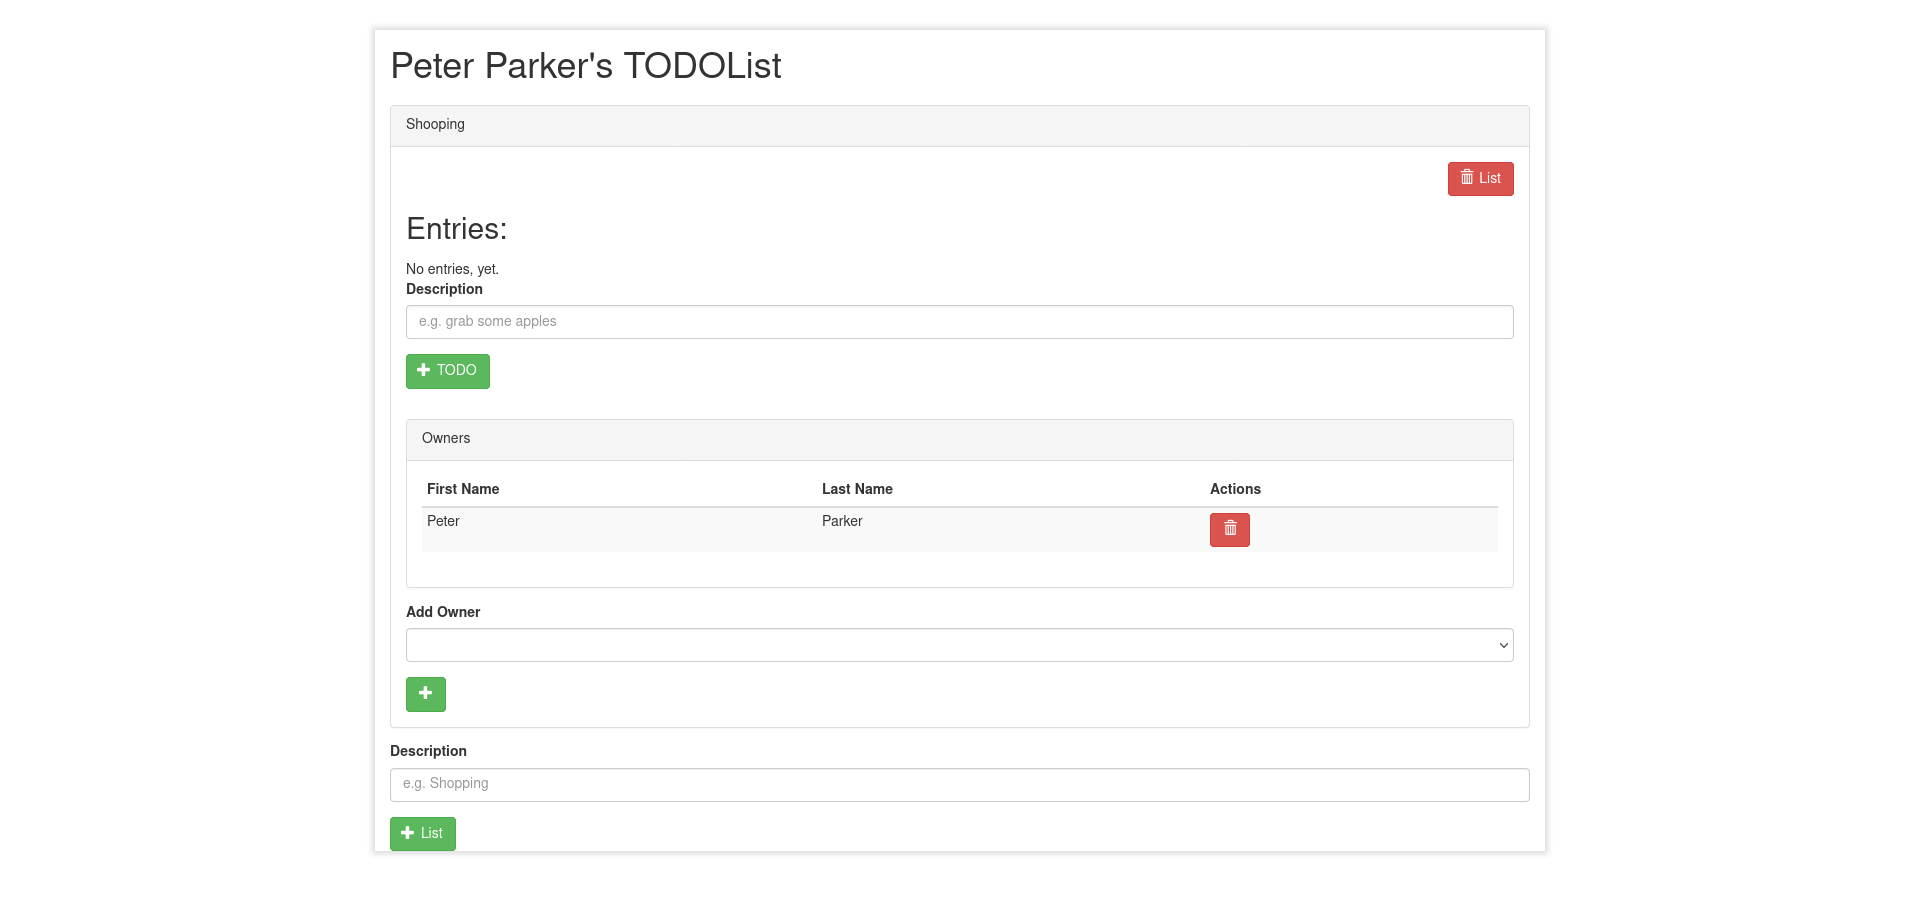 Peter Parker's TODOList
Shooping
List
Entries:
No entries, yet.
Description
e.g. grab some apples
TODO
Owners
First Name Last Name Actions
Peter Parker
Add Owner
Description
e.g. Shopping
List